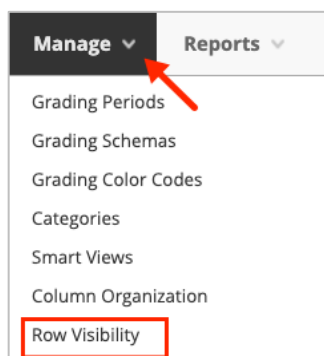 Manage Reports
Grading Periods
Grading Schemas
Grading Color Codes
Categories
Smart Views
Column Organization
Row Visibility